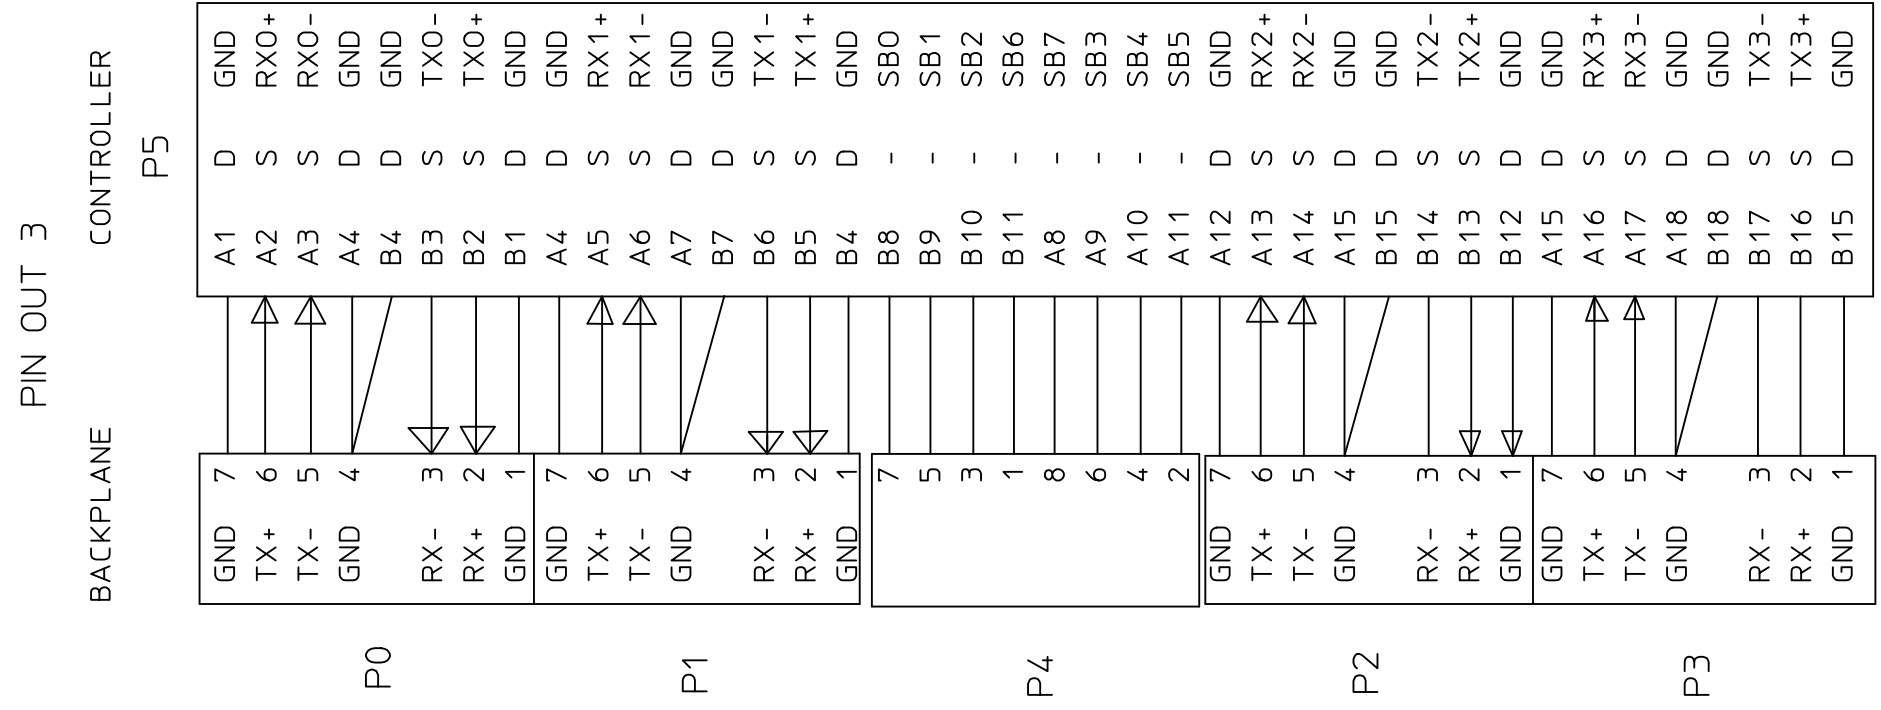 PIN OUT 3
BACKPLANE CONTROLLER
P5
GND 7 A1 D GND
TX+ 6 A2 S RX0+
TX- 5 A3 S RX0-
GND 4 A4 D GND
P0
B4 D GND
RX- 3 B3 S TX0-
RX+ 2 B2 S TX0+
GND 1 B1 D GND
GND 7 A4 D GND
TX+ 6 A5 S RX1+
TX- 5 A6 S RX1-
GND 4 A7 D GND
P1
B7 D GND
RX- 3 B6 S TX1-
RX+ 2 B5 S TX1+
GND 1 B4 D GND
7 B8 - SB0
5 B9 - SB1
3 B10 - SB2
1 B11 - SB6
P4
8 A8 - SB7
6 A9 - SB3
4 A10 - SB4
2 A11 - SB5
GND 7 A12 D GND
TX+ 6 A13 S RX2+
TX- 5 A14 S RX2-
GND 4 A15 D GND
P2
B15 D GND
RX- 3 B14 S TX2-
RX+ 2 B13 S TX2+
GND 1 B12 D GND
GND 7 A15 D GND
TX+ 6 A16 S RX3+
TX- 5 A17 S RX3-
GND 4 A18 D GND
P3
B18 D GND
RX- 3 B17 S TX3-
RX+ 2 B16 S TX3+
GND 1 B15 D GND